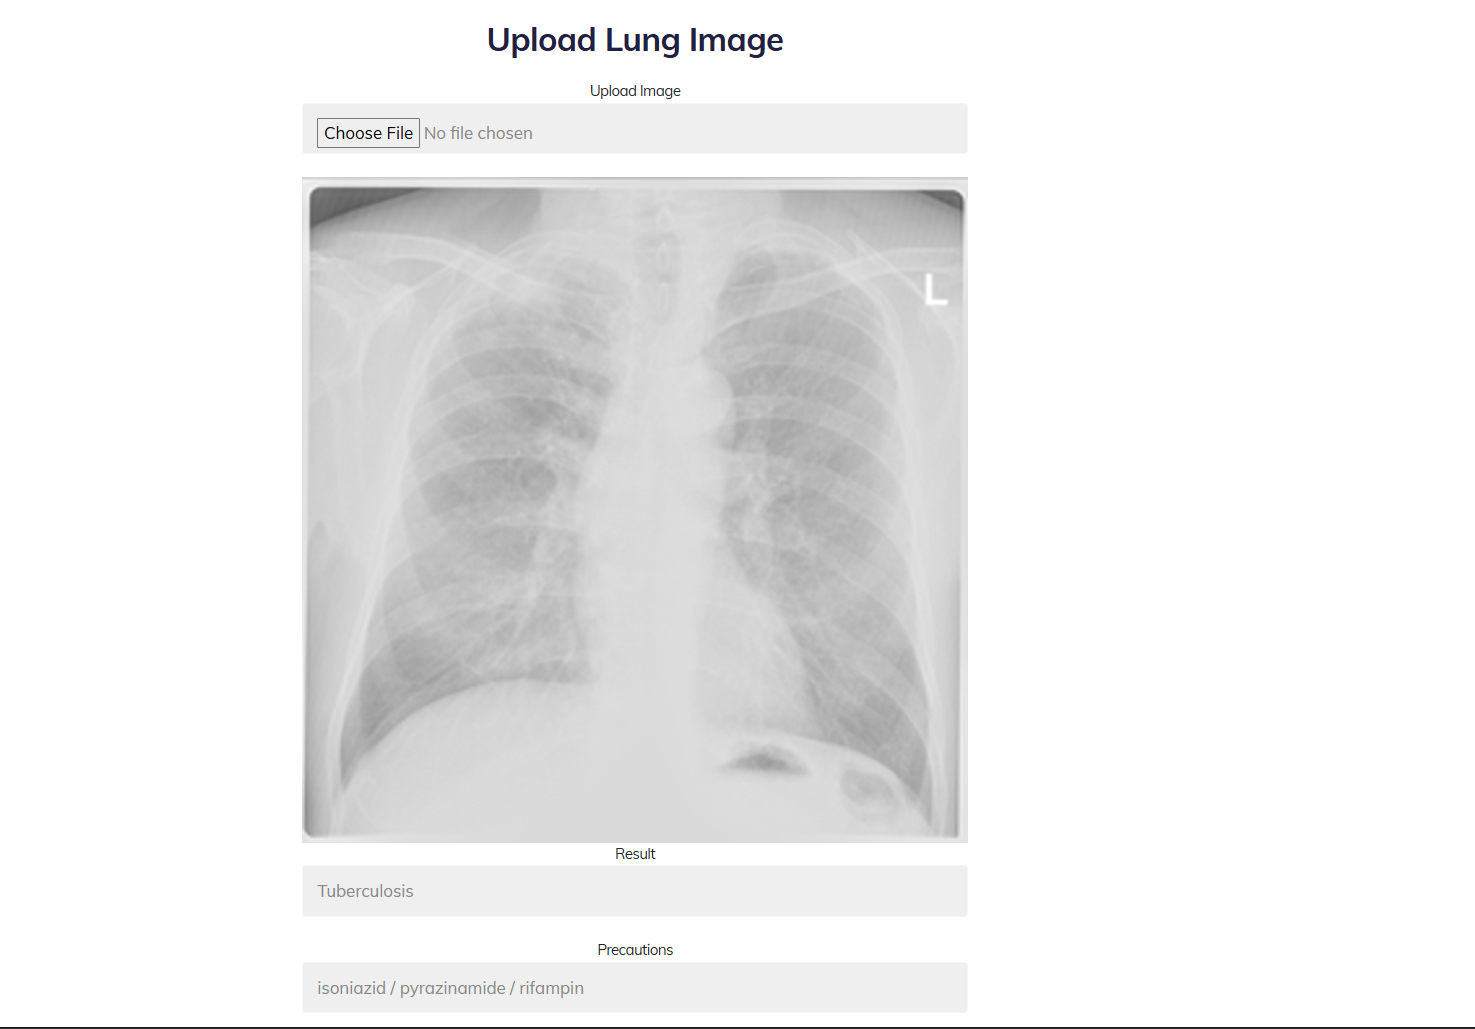 Upload Lung Image
Upload Image
Choose File No file chosen
L
Result
Tuberculosis
Precautions
isoniazid / pyrazinamide / rifampin